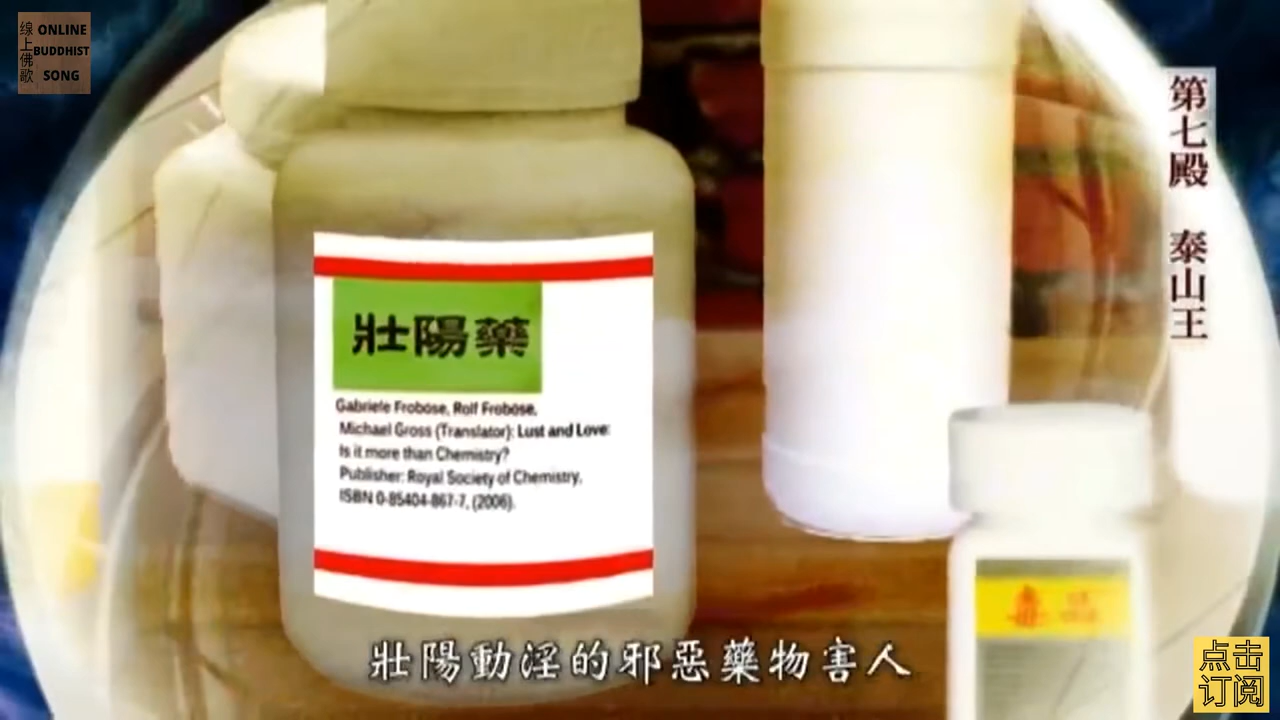 线上佛歌
ONLINE
BUDDHIST
SONG
第七殿 泰山王
壯陽藥
Gabriele Frobose, Rolf Frobose,
Michael Gross (Translator): Lust and Love:
Is it more than Chemistry?
Publisher: Royal Society of Chemistry,
ISBN 0-85404-867-7, (2006).
壯陽動淫的邪惡藥物害人
点击
订阅